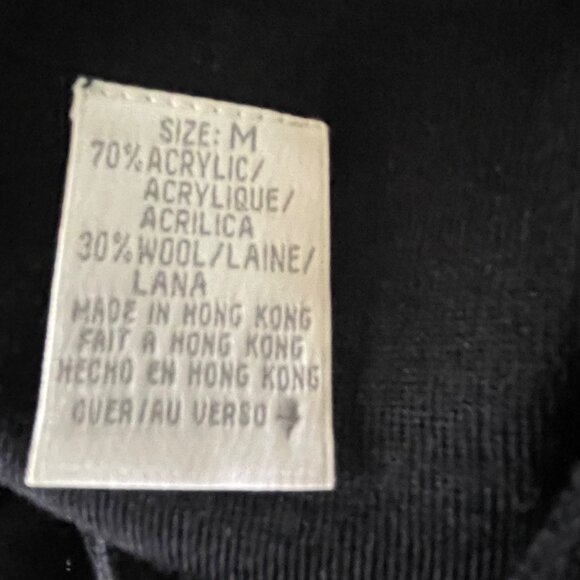 SIZE: M
70% ACRYLIC/
ACRYLIQUE/
ACRILICA
30% WOOL/LAINE/
LANA
MADE IN HONG KONG
FAIT A HONG KONG
HECHO EN HONG KONG
OVER/AU VERSO